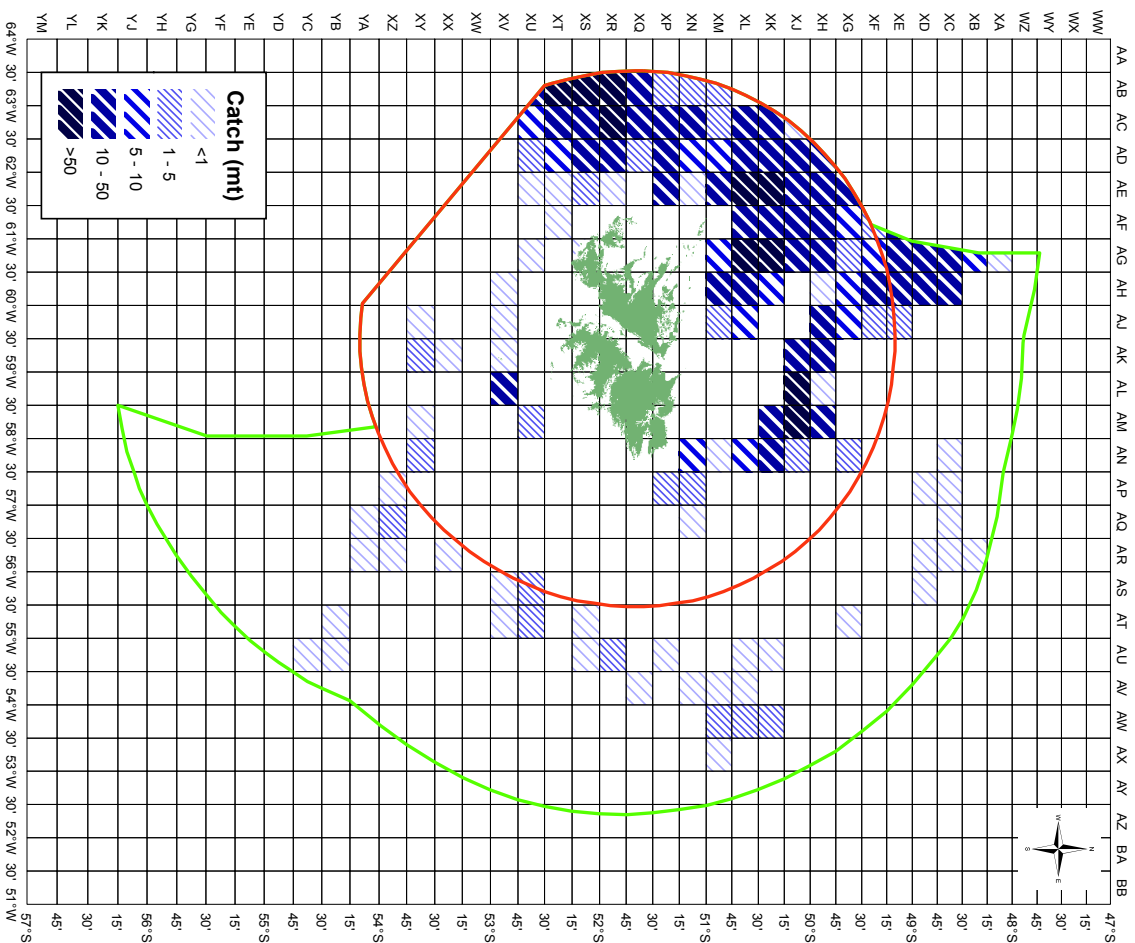 AA AB AC AD AE AF AG AH AJ AK AL AM AN AP AQ AR AS AT AU AV AW AX AY AZ BA BB
WW
WX
WY
WZ
XA
XB
XC
XD
XE
XF
XG
XH
XJ
XK
XL
XM
XN
XP
XQ
XR
XS
XT
XU
XV
XW
XX
XY
XZ
YA
YB
YC
YD
YE
YF
YG
YH
YJ
YK
YL
YM
N
W
E
S
47°S
15'
30'
45'
48°S
15'
30'
45'
49°S
15'
30'
45'
50°S
15'
30'
45'
51°S
15'
30'
45'
52°S
15'
30'
45'
53°S
15'
30'
45'
54°S
15'
30'
45'
55°S
15'
30'
45'
56°S
15'
30'
45'
57°S
Catch (mt)
<1
1 - 5
5 - 10
10 - 50
>50
64°W 30' 63°W 30' 62°W 30' 61°W 30' 60°W 30' 59°W 30' 58°W 30' 57°W 30' 56°W 30' 55°W 30' 54°W 30' 53°W 30' 52°W 30' 51°W